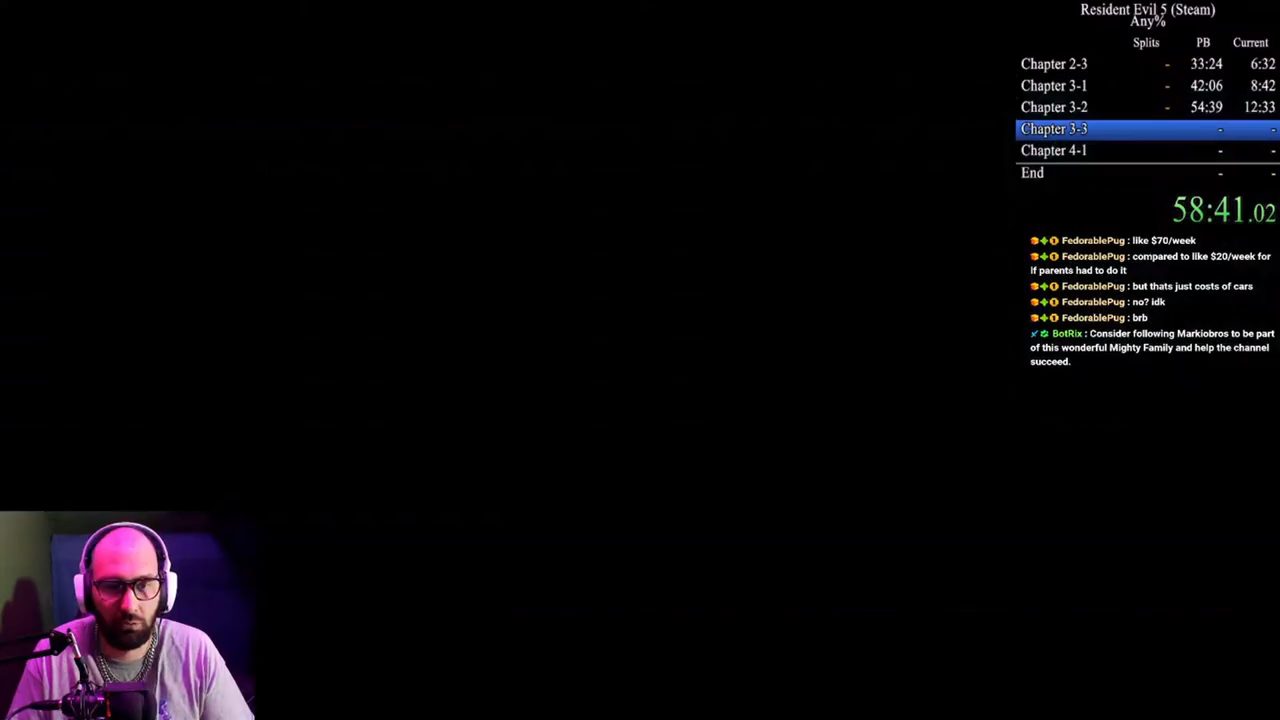 Resident Evil 5 (Steam)
Any%
Splits PB Current
Chapter 2-3 - 33:24 6:32
Chapter 3-1 - 42:06 8:42
Chapter 3-2 - 54:39 12:33
Chapter 3-3 - -
Chapter 4-1 - -
End - -
58:41.02
FedorablePug : like $70/week
FedorablePug : compared to like $20/week for
if parents had to do it
FedorablePug : but thats just costs of cars
FedorablePug : no? idk
FedorablePug : brb
BotRix : Consider following Markiobros to be part
of this wonderful Mighty Family and help the channel
succeed.